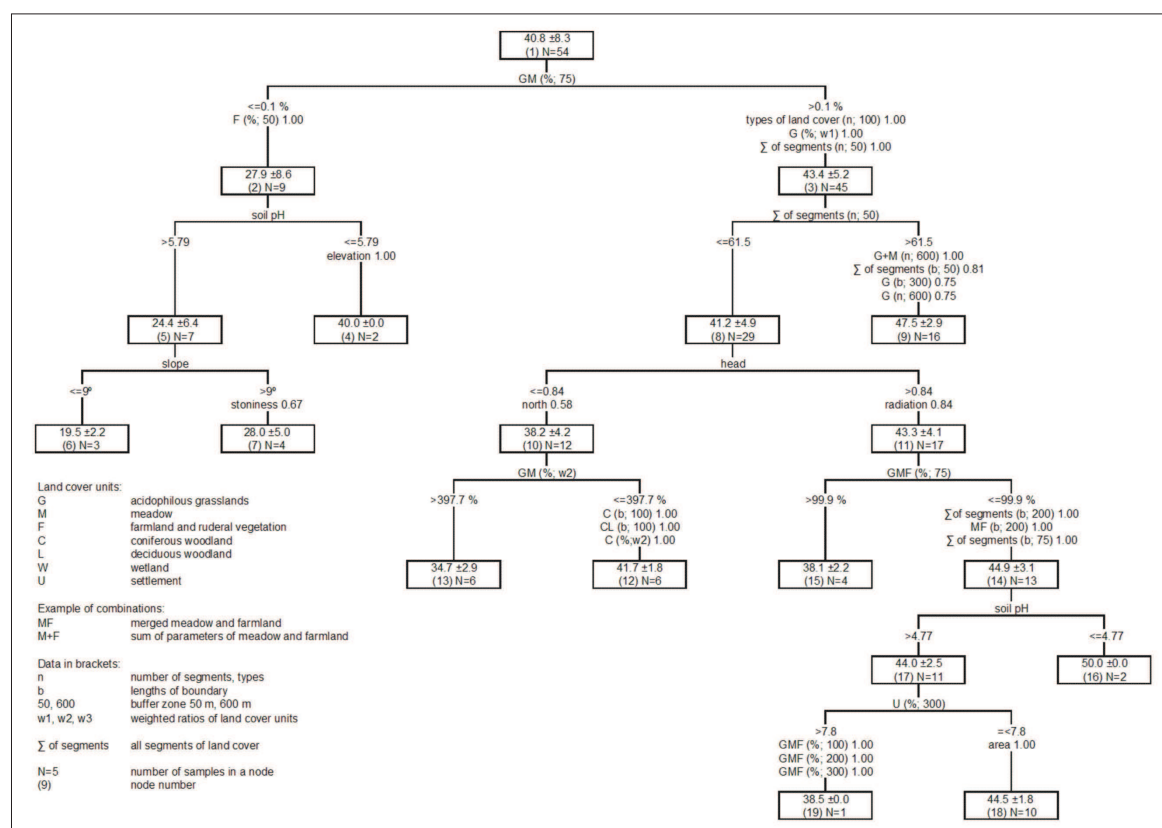 40.8 ±8.3
(1) N=54
GM (%; 75)
<=0.1 %
F (%; 50) 1.00
>0.1 %
types of land cover (n; 100) 1.00
G (%; w1) 1.00
∑ of segments (n; 50) 1.00
27.9 ±8.6
(2) N=9
43.4 ±5.2
(3) N=45
soil pH
∑ of segments (n; 50)
>5.79
<=5.79
elevation 1.00
<=61.5
>61.5
G+M (n; 600) 1.00
∑ of segments (b; 50) 0.81
G (b; 300) 0.75
G (n; 600) 0.75
24.4 ±6.4
(5) N=7
40.0 ±0.0
(4) N=2
41.2 ±4.9
(8) N=29
47.5 ±2.9
(9) N=16
slope
head
<=9º
>9º
stoniness 0.67
<=0.84
north 0.58
>0.84
radiation 0.84
19.5 ±2.2
(6) N=3
28.0 ±5.0
(7) N=4
38.2 ±4.2
(10) N=12
43.3 ±4.1
(11) N=17
GM (%; w2)
GMF (%; 75)
>397.7 %
<=397.7 %
C (b; 100) 1.00
CL (b; 100) 1.00
C (%;w2) 1.00
>99.9 %
<=99.9 %
∑of segments (b; 200) 1.00
MF (b; 200) 1.00
∑ of segments (b; 75) 1.00
34.7 ±2.9
(13) N=6
41.7 ±1.8
(12) N=6
38.1 ±2.2
(15) N=4
44.9 ±3.1
(14) N=13
soil pH
>4.77
<=4.77
44.0 ±2.5
(17) N=11
50.0 ±0.0
(16) N=2
U (%; 300)
>7.8
GMF (%; 100) 1.00
GMF (%; 200) 1.00
GMF (%; 300) 1.00
=<7.8
area 1.00
38.5 ±0.0
(19) N=1
44.5 ±1.8
(18) N=10
Land cover units:
G acidophilous grasslands
M meadow
F farmland and ruderal vegetation
C coniferous woodland
L deciduous woodland
W wetland
U settlement
Example of combinations:
MF merged meadow and farmland
M+F sum of parameters of meadow and farmland
Data in brackets:
n number of segments, types
b lengths of boundary
50, 600 buffer zone 50 m, 600 m
w1, w2, w3 weighted ratios of land cover units
∑ of segments all segments of land cover
N=5 number of samples in a node
(9) node number